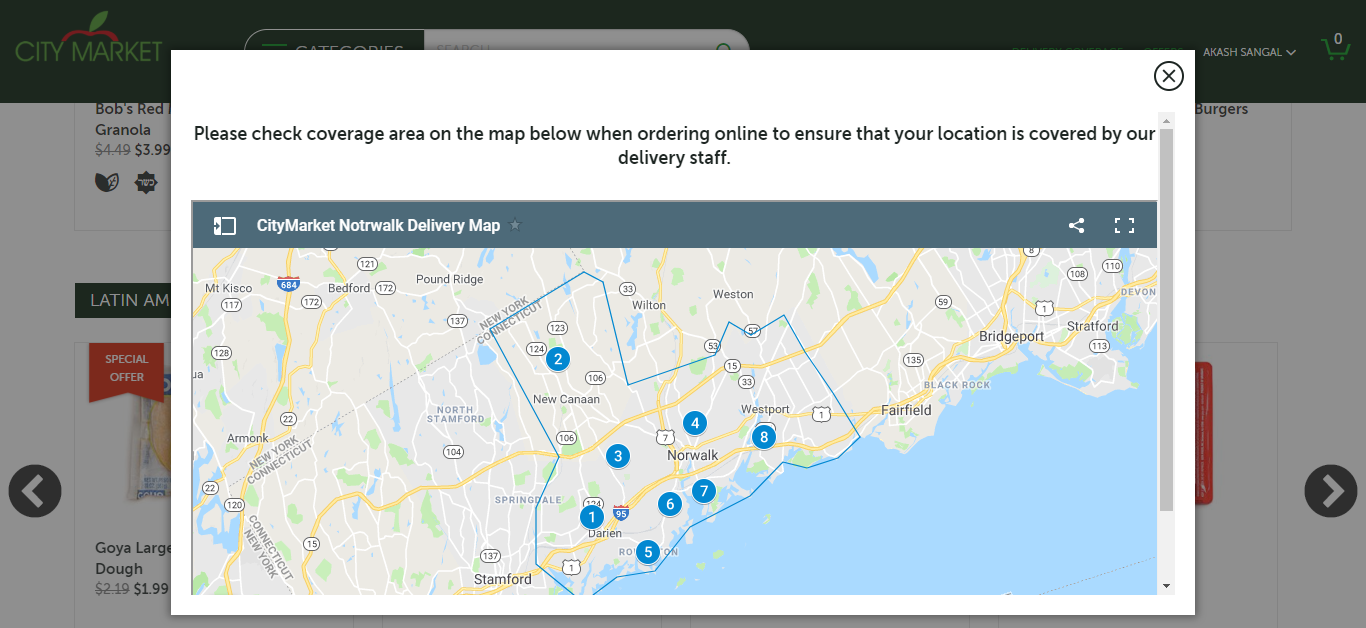 CITY MARKET
CATEGORIES
SEARCH
AKASH SANGAL
0
Bob's Red
Granola
$4.49 $3.99
Burgers
Please check coverage area on the map below when ordering online to ensure that your location is covered by our
delivery staff.
CityMarket Notrwalk Delivery Map
LATIN AM
SPECIAL
OFFER
Goya Large
Dough
$2.19 $1.99
121
Pound Ridge
8
110
108
Mt Kisco
684
Bedford
172
33
DEVON
117
172
Wilton
Weston
59
1
NEW YORK
CONNECTICUT
137
123
57
Stratford
Bridgeport
128
124
2
53
113
15
135
ua
106
33
BLACK ROCK
New Canaan
NORTH
STAMFORD
Westport
1
Fairfield
22
4
Armonk
106
7
8
NEW YORK
CONNECTICUT
104
3
Norwalk
22
7
SPRINGDALE
120
124
6
95
1
CONNECTICUT
NEW YORK
Darien
15
5
137
1
Stamford